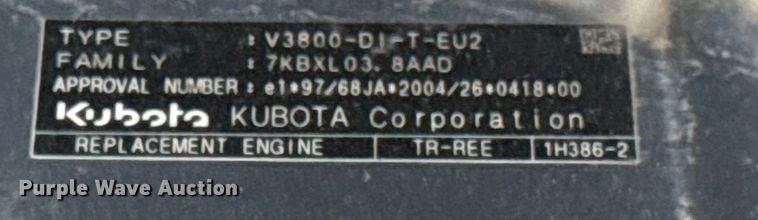 TYPE : V3800-DI-T-EU2
FAMILY : 7KBXL03. 8AAD
APPROVAL NUMBER : e1*97/68JA*2004/26*0418*00
Kubota KUBOTA Corporation
REPLACEMENT ENGINE TR-REE 1H386-2
Purple Wave Auction